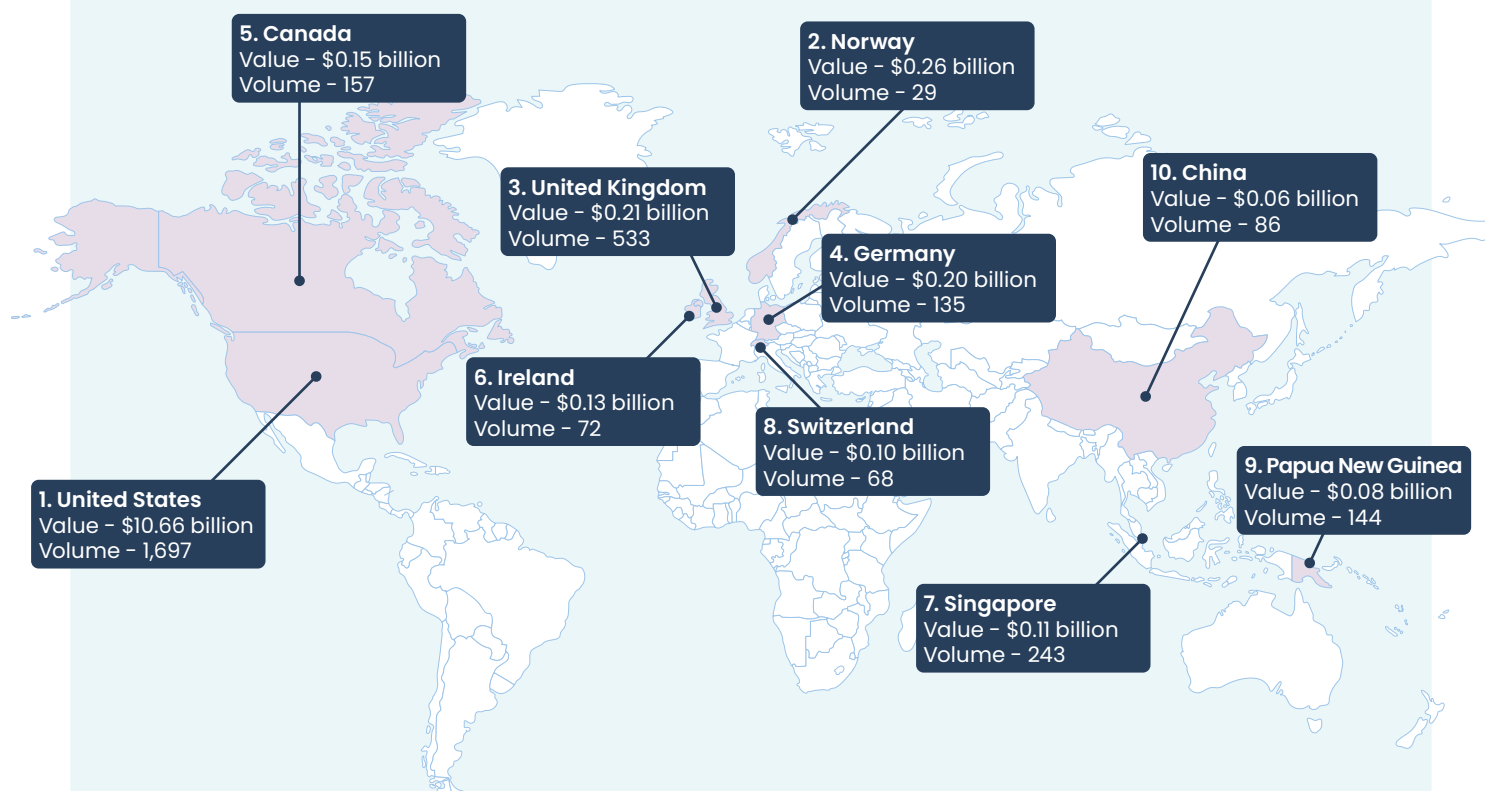 5. Canada
Value - $0.15 billion
Volume - 157
2. Norway
Value - $0.26 billion
Volume - 29
3. United Kingdom
Value - $0.21 billion
Volume - 533
10. China
Value - $0.06 billion
Volume - 86
4. Germany
Value - $0.20 billion
Volume - 135
6. Ireland
Value - $0.13 billion
Volume - 72
8. Switzerland
Value - $0.10 billion
Volume - 68
9. Papua New Guinea
Value - $0.08 billion
Volume - 144
1. United States
Value - $10.66 billion
Volume - 1,697
7. Singapore
Value - $0.11 billion
Volume - 243